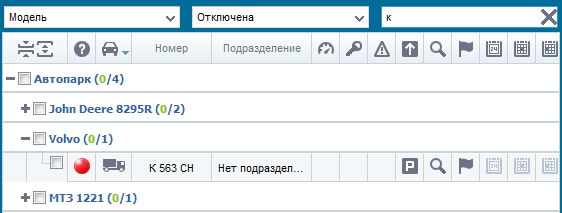 Модель Отключена к
Номер Подразделение
Автопарк (0/4)
John Deere 8295R (0/2)
Volvo (0/1)
К 563 СН Нет подраздел... P
МТЗ 1221 (0/1)